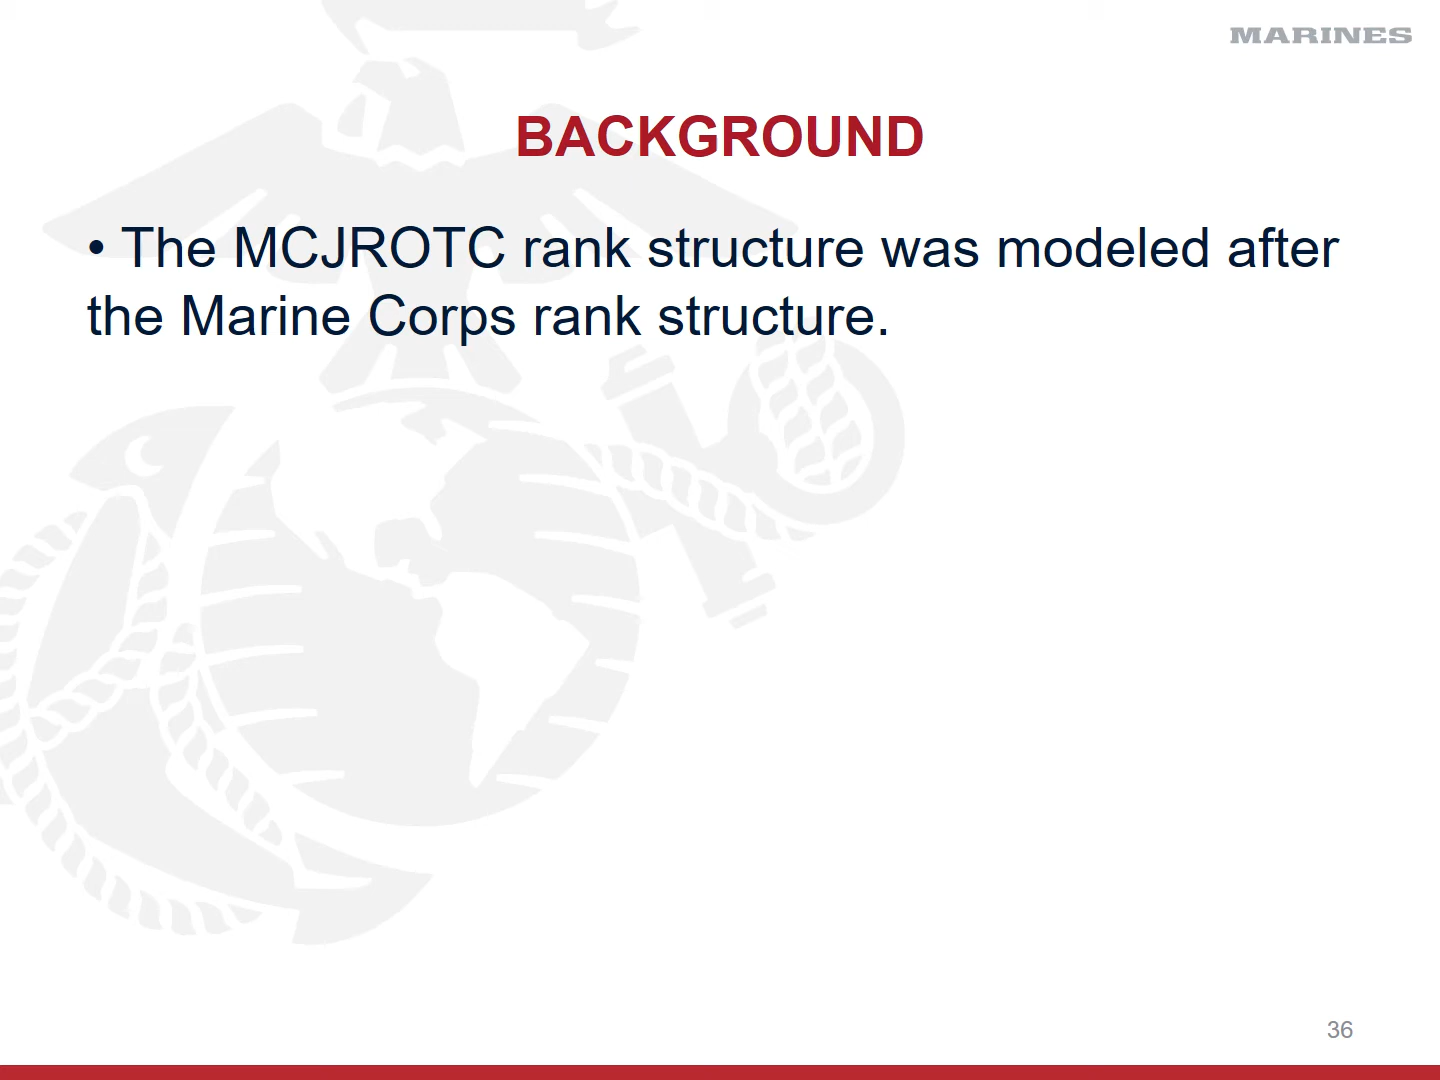 MARINES
BACKGROUND
• The MCJROTC rank structure was modeled after
the Marine Corps rank structure.
36